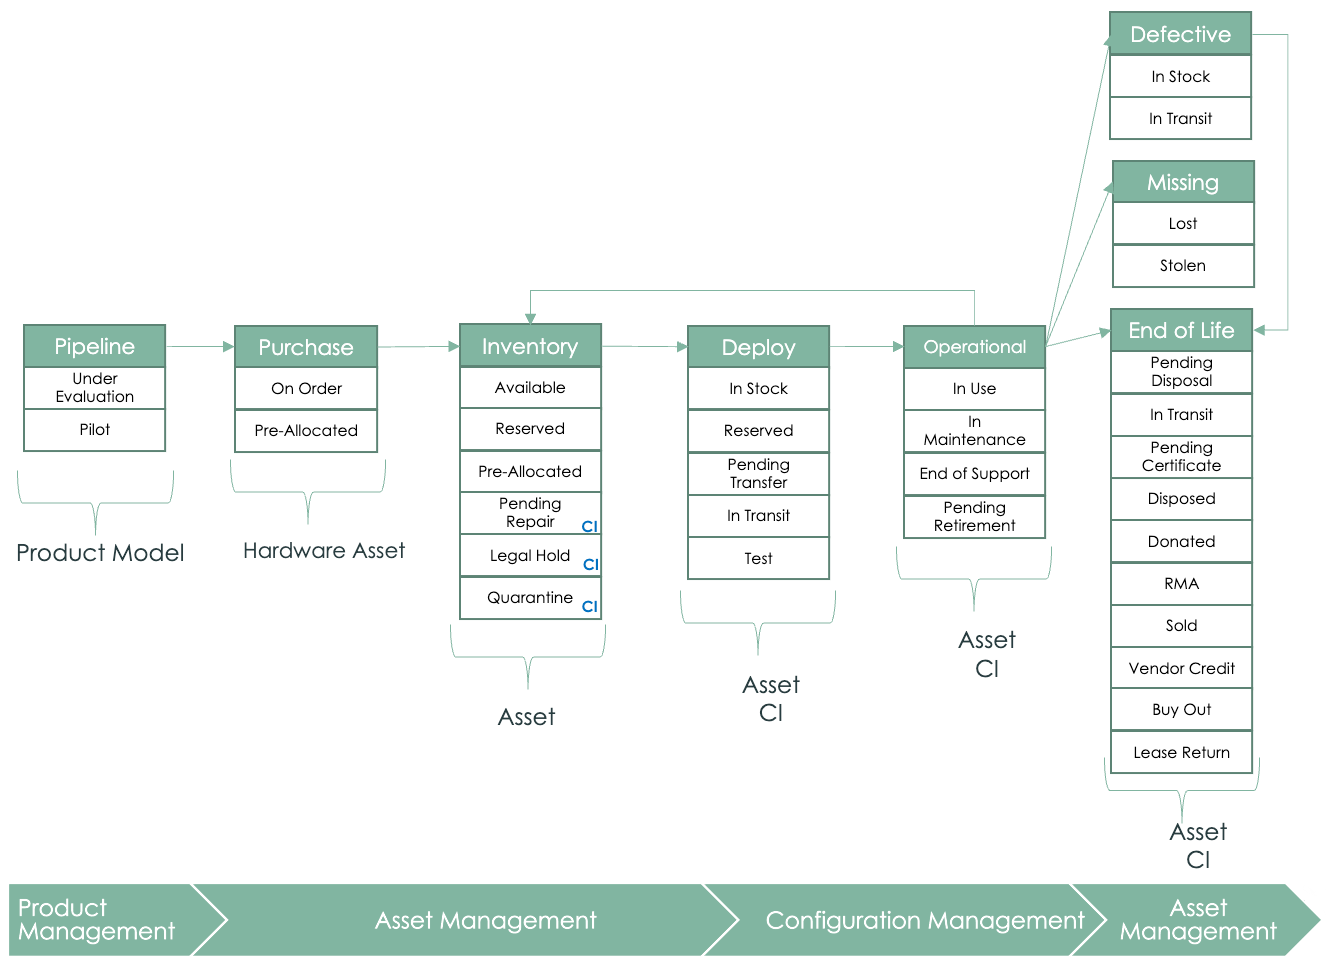 Defective
In Stock
In Transit
Missing
Lost
Stolen
Pipeline
Under
Evaluation
Pilot
Product Model
Purchase
On Order
Pre-Allocated
Hardware Asset
Inventory
Available
Reserved
Pre-Allocated
Pending
Repair
CI
Legal Hold
CI
Quarantine
CI
Asset
Deploy
In Stock
Reserved
Pending
Transfer
In Transit
Test
Asset
CI
Operational
In Use
In
Maintenance
End of Support
Pending
Retirement
Asset
CI
End of Life
Pending
Disposal
In Transit
Pending
Certificate
Disposed
Donated
RMA
Sold
Vendor Credit
Buy Out
Lease Return
Asset
CI
Product
Management
Asset Management
Configuration Management
Asset
Management